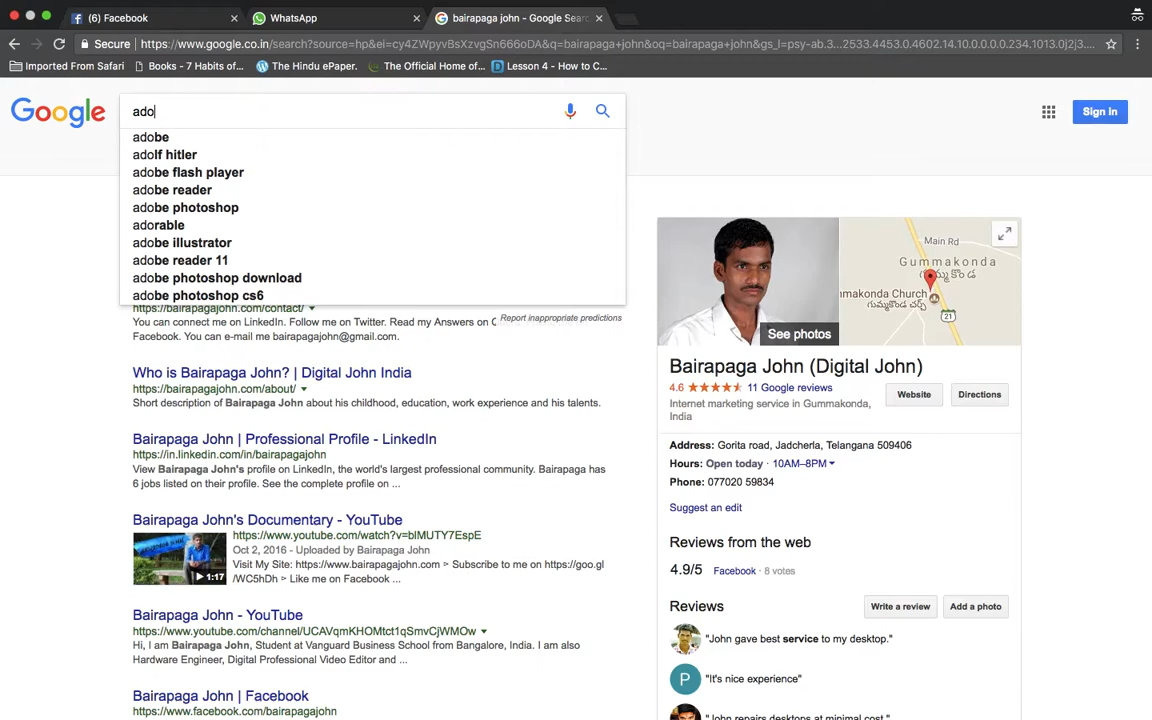 (6) Facebook
WhatsApp
bairapaga john - Google Searc
Secure
https://www.google.co.in/search?source=hp&ei=cy4ZWpyvBsXzvgSn666oDA&q=bairapaga+john&oq=bairapaga+john&gs_l=psy-ab.3...2533.4453.0.4602.14.10.0.0.0.0.234.1013.0j2j3....
Imported From Safari
Books - 7 Habits of...
The Hindu ePaper.
The Official Home of...
Lesson 4 - How to C...
Google
ado
Sign in
adobe
adolf hitler
adobe flash player
adobe reader
adobe photoshop
adorable
adobe illustrator
adobe reader 11
adobe photoshop download
adobe photoshop cs6
Report inappropriate predictions
https://bairapagajohn.com/contact/
You can connect me on LinkedIn. Follow me on Twitter. Read my Answers on
Facebook. You can e-mail me bairapagajohn@gmail.com.
Who is Bairapaga John? | Digital John India
https://bairapagajohn.com/about/
Short description of Bairapaga John about his childhood, education, work experience and his talents.
Bairapaga John | Professional Profile - LinkedIn
https://in.linkedin.com/in/bairapagajohn
View Bairapaga John's profile on LinkedIn, the world's largest professional community. Bairapaga has
6 jobs listed on their profile. See the complete profile on ...
Bairapaga John's Documentary - YouTube
https://www.youtube.com/watch?v=blMUTY7EspE
Oct 2, 2016 - Uploaded by Bairapaga John
Visit My Site: https://www.bairapagajohn.com > Subscribe to me on https://goo.gl
/WC5hDh > Like me on Facebook ...
1:17
Bairapaga John - YouTube
https://www.youtube.com/channel/UCAVqmKHOMtct1qSmvCjWMOw
Hi, I am Bairapaga John, Student at Vanguard Business School from Bangalore, India. I am also
Hardware Engineer, Digital Professional Video Editor and ...
Bairapaga John | Facebook
https://www.facebook.com/bairapagajohn
See photos
Main Rd
Gummakonda
గుమ్మకొండ
mmakonda Church
గుమ్మకొండ
21
Bairapaga John (Digital John)
4.6
11 Google reviews
Internet marketing service in Gummakonda,
India
Website
Directions
Address: Gorita road, Jadcherla, Telangana 509406
Hours: Open today · 10AM–8PM
Phone: 077020 59834
Suggest an edit
Reviews from the web
4.9/5
Facebook · 8 votes
Reviews
Write a review
Add a photo
"John gave best service to my desktop."
P
"It's nice experience"
"John repairs desktops at minimal cost."